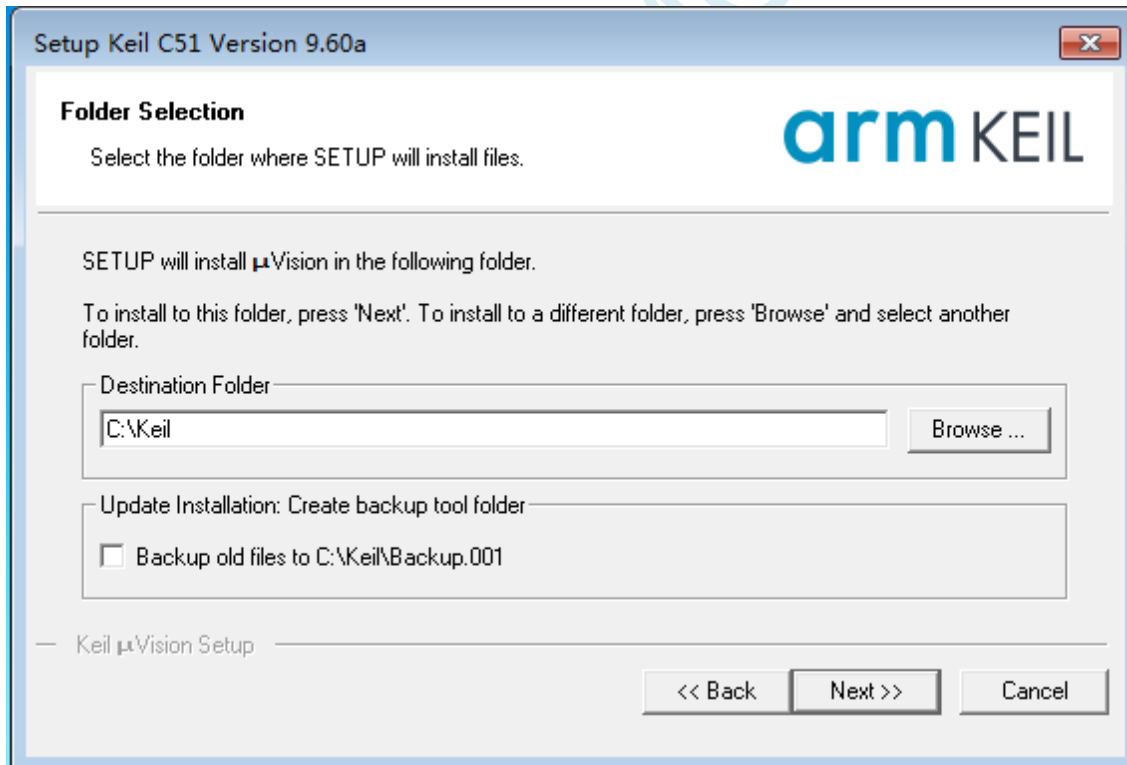 Setup Keil C51 Version 9.60a
Folder Selection
Select the folder where SETUP will install files.
arm KEIL
SETUP will install µVision in the following folder.
To install to this folder, press 'Next'. To install to a different folder, press 'Browse' and select another
folder.
Destination Folder
C:\Keil
Browse ...
Update Installation: Create backup tool folder
Backup old files to C:\Keil\Backup.001
Keil µVision Setup
<< Back
Next >>
Cancel